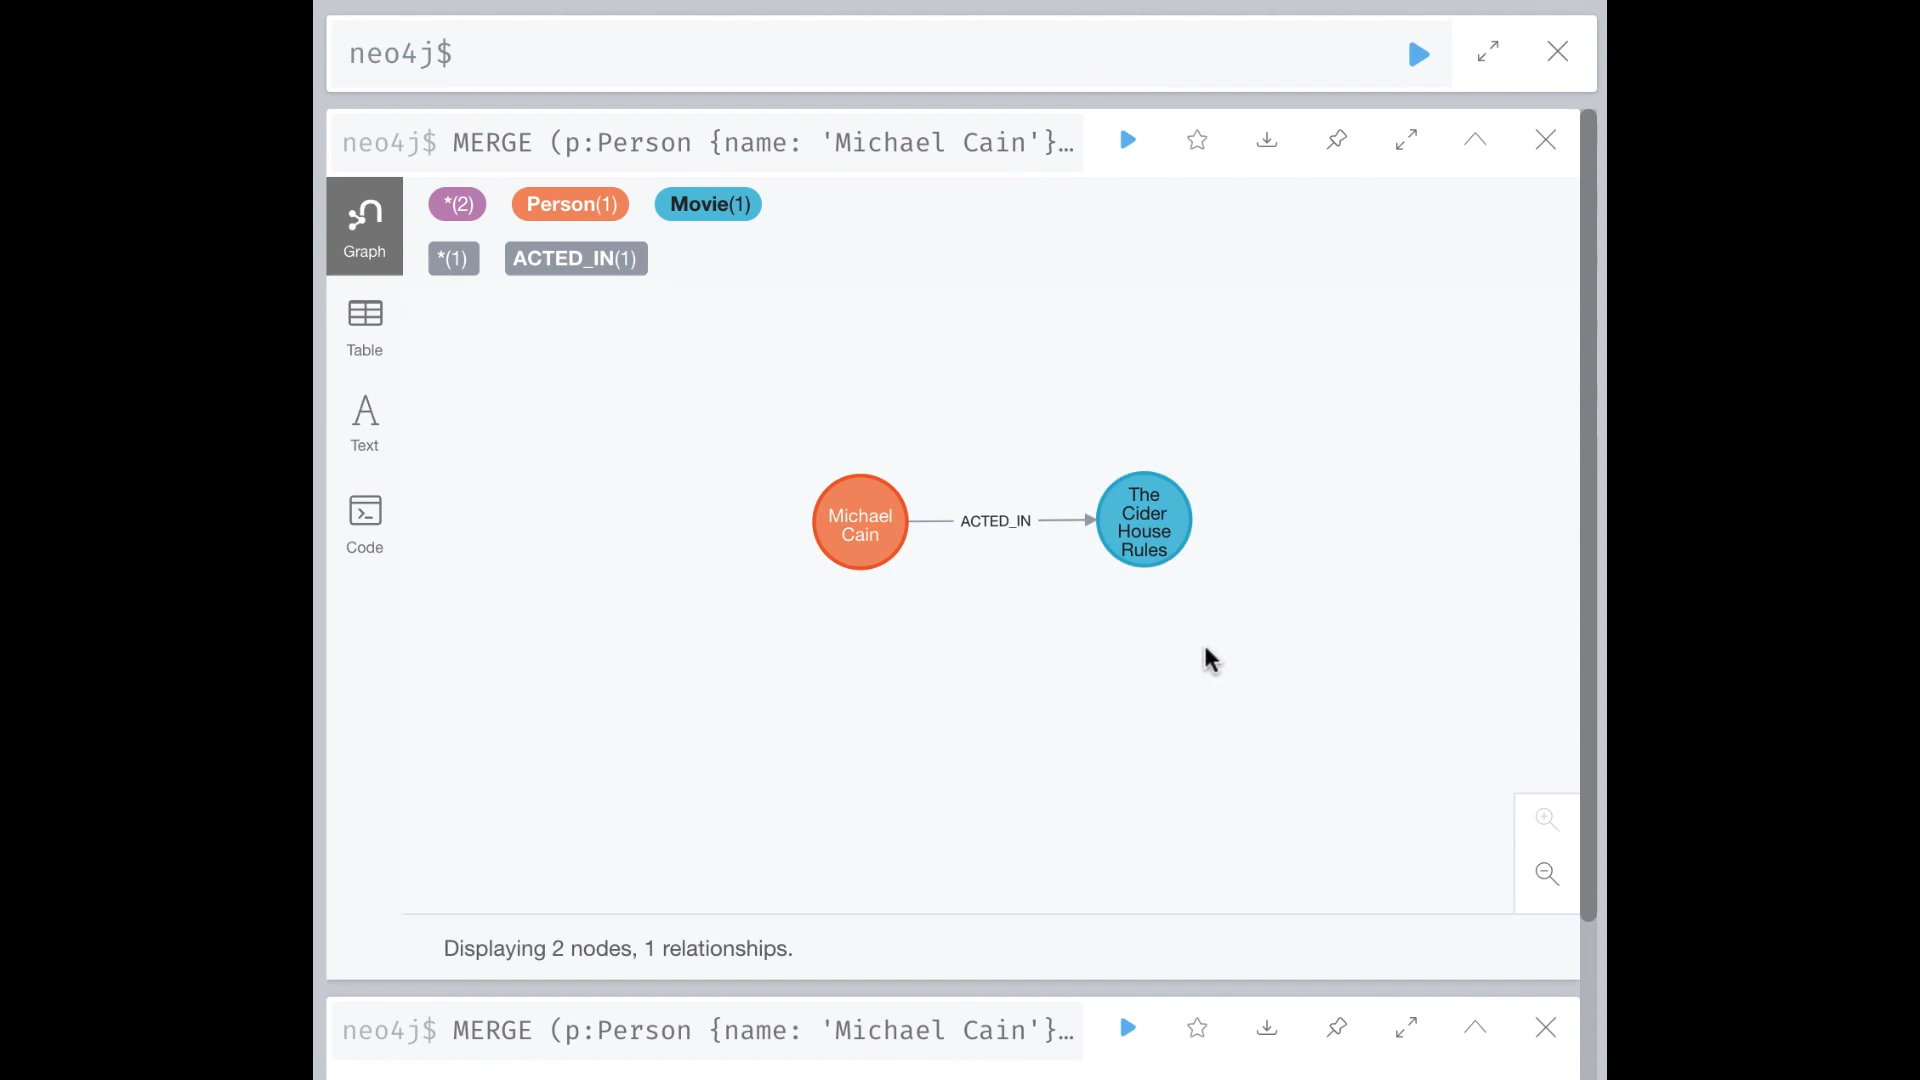 neo4j$
neo4j$ MERGE (p:Person {name: 'Michael Cain'}…
*(2) Person(1) Movie(1)
Graph
*(1) ACTED_IN(1)
Table
Text
Code
Michael
Cain
ACTED_IN
The
Cider
House
Rules
Displaying 2 nodes, 1 relationships.
neo4j$ MERGE (p:Person {name: 'Michael Cain'}…